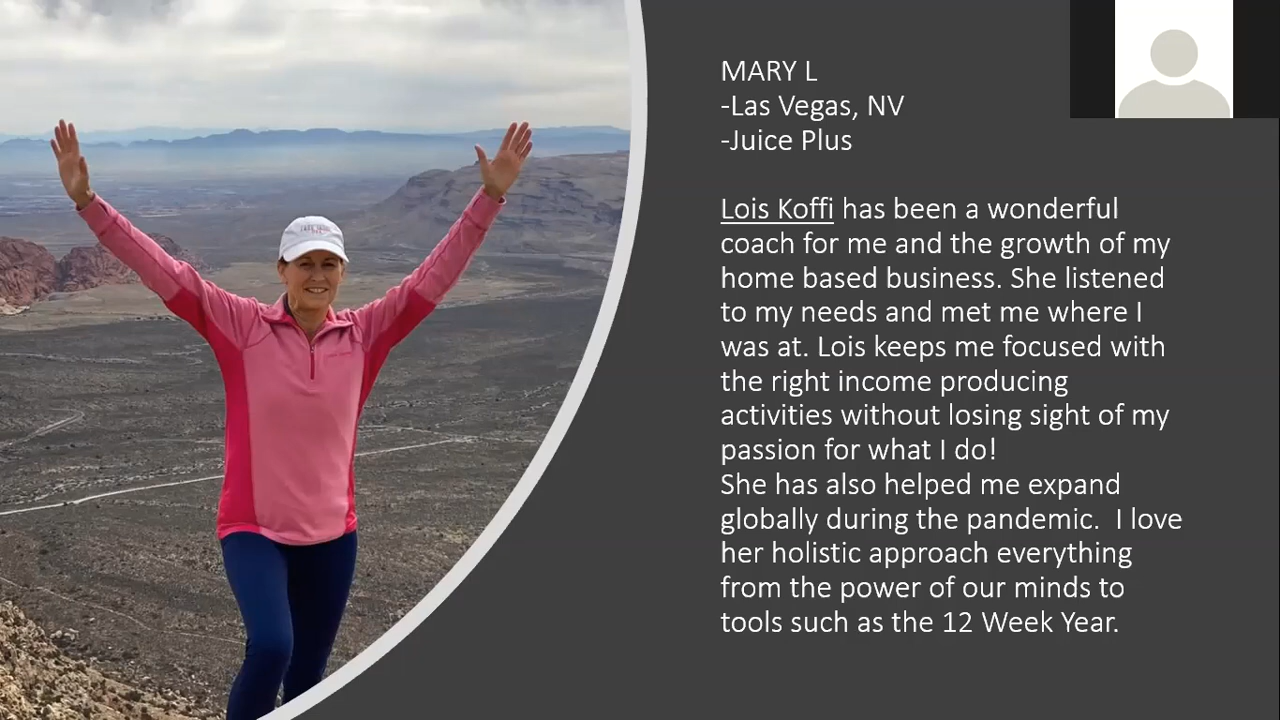 MARY L
-Las Vegas, NV
-Juice Plus
Lois Koffi has been a wonderful
coach for me and the growth of my
home based business. She listened
to my needs and met me where I
was at. Lois keeps me focused with
the right income producing
activities without losing sight of my
passion for what I do!
She has also helped me expand
globally during the pandemic.  I love
her holistic approach everything
from the power of our minds to
tools such as the 12 Week Year.